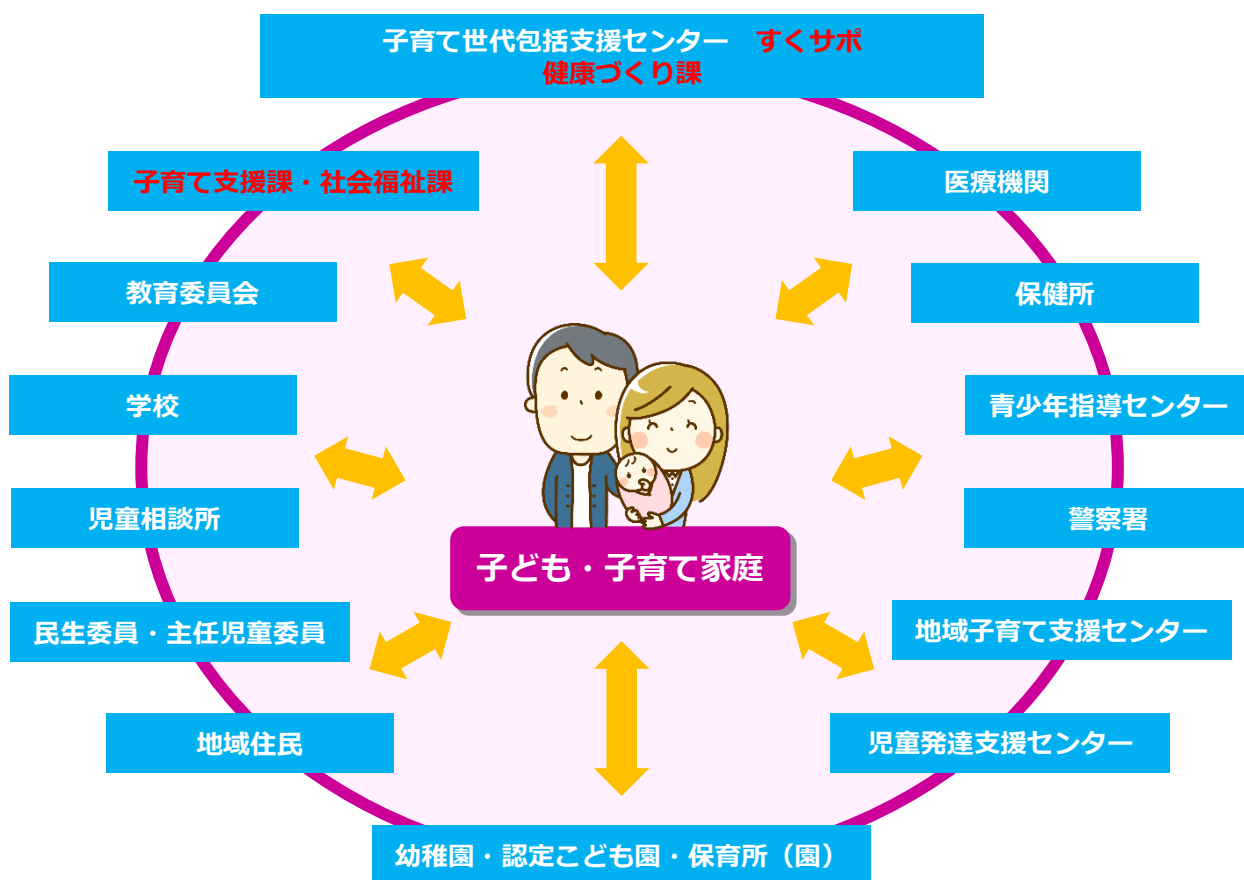 子育て世代包括支援センター　すくサポ
健康づくり課
子育て支援課・社会福祉課
医療機関
教育委員会
保健所
学校
青少年指導センター
児童相談所
警察署
子ども・子育て家庭
民生委員・主任児童委員
地域子育て支援センター
地域住民
児童発達支援センター
幼稚園・認定こども園・保育所（園）